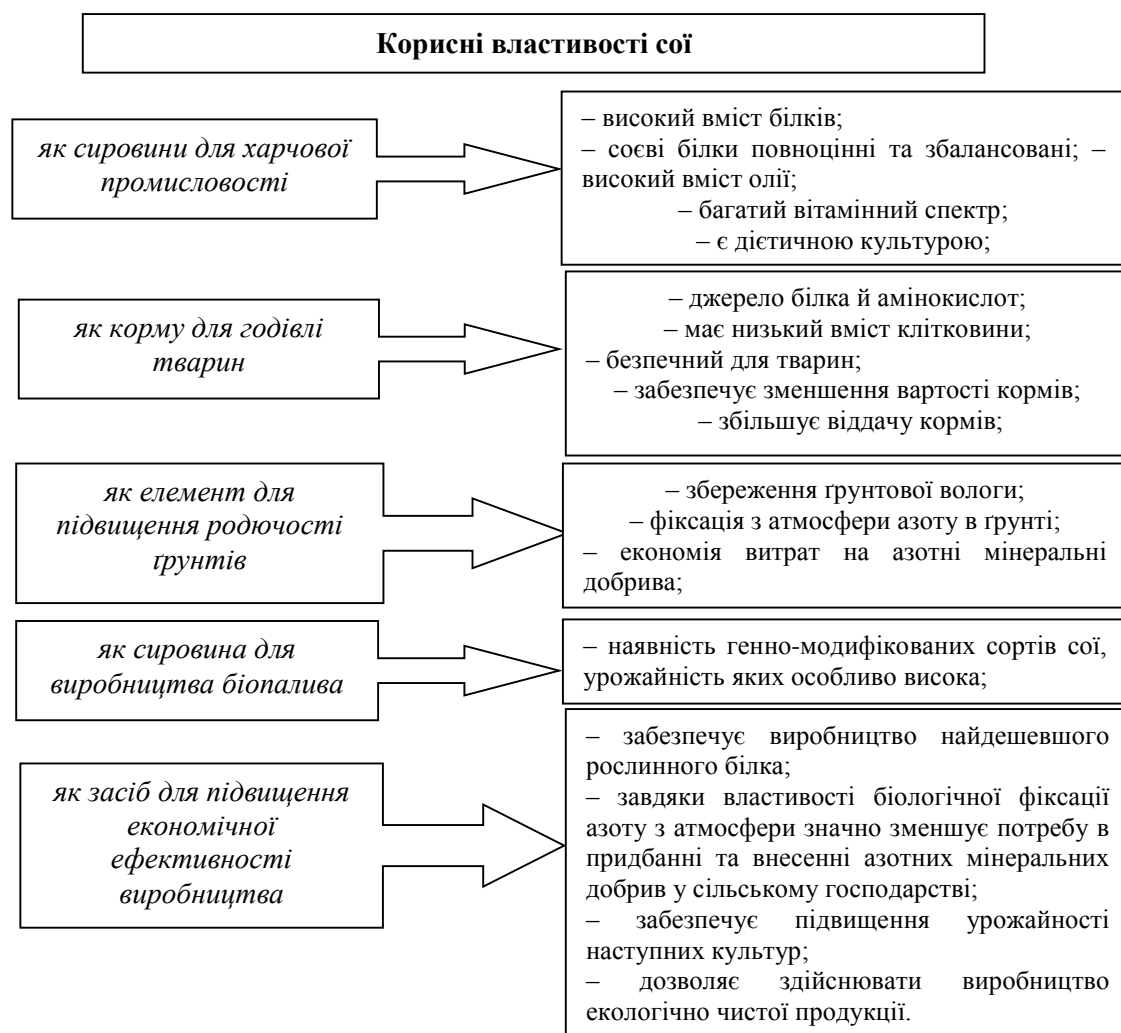 Корисні властивості сої
як сировини для харчової
промисловості
– високий вміст білків;
– соєві білки повноцінні та збалансовані; –
високий вміст олії;
– багатий вітамінний спектр;
– є дієтичною культурою;
як корму для годівлі
тварин
– джерело білка й амінокислот;
– має низький вміст клітковини;
– безпечний для тварин;
– забезпечує зменшення вартості кормів;
– збільшує віддачу кормів;
як елемент для
підвищення родючості
ґрунтів
– збереження ґрунтової вологи;
– фіксація з атмосфери азоту в ґрунті;
– економія витрат на азотні мінеральні
добрива;
як сировина для
виробництва біопалива
– наявність генно-модифікованих сортів сої,
урожайність яких особливо висока;
як засіб для підвищення
економічної
ефективності
виробництва
– забезпечує виробництво найдешевшого
рослинного білка;
– завдяки властивості біологічної фіксації
азоту з атмосфери значно зменшує потребу в
придбанні та внесенні азотних мінеральних
добрив у сільському господарстві;
– забезпечує підвищення урожайності
наступних культур;
– дозволяє здійснювати виробництво
екологічно чистої продукції.